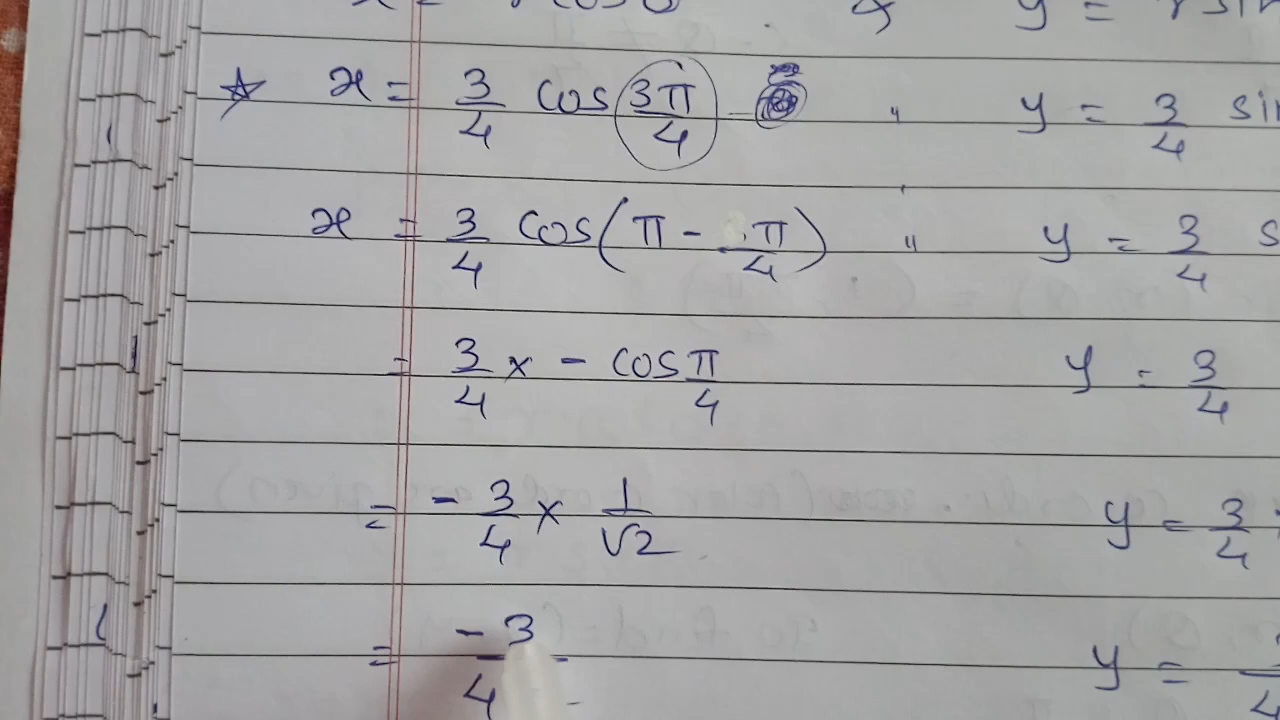 y =
☆ x = 3/4 cos 3π/4 " y = 3/4 sin
x = 3/4 cos(π - π/4) " y = 3/4 s
= 3/4 x - cos π/4 y = 3/4
= - 3/4 x 1/√2 y = 3/4
= - 3/4 y =